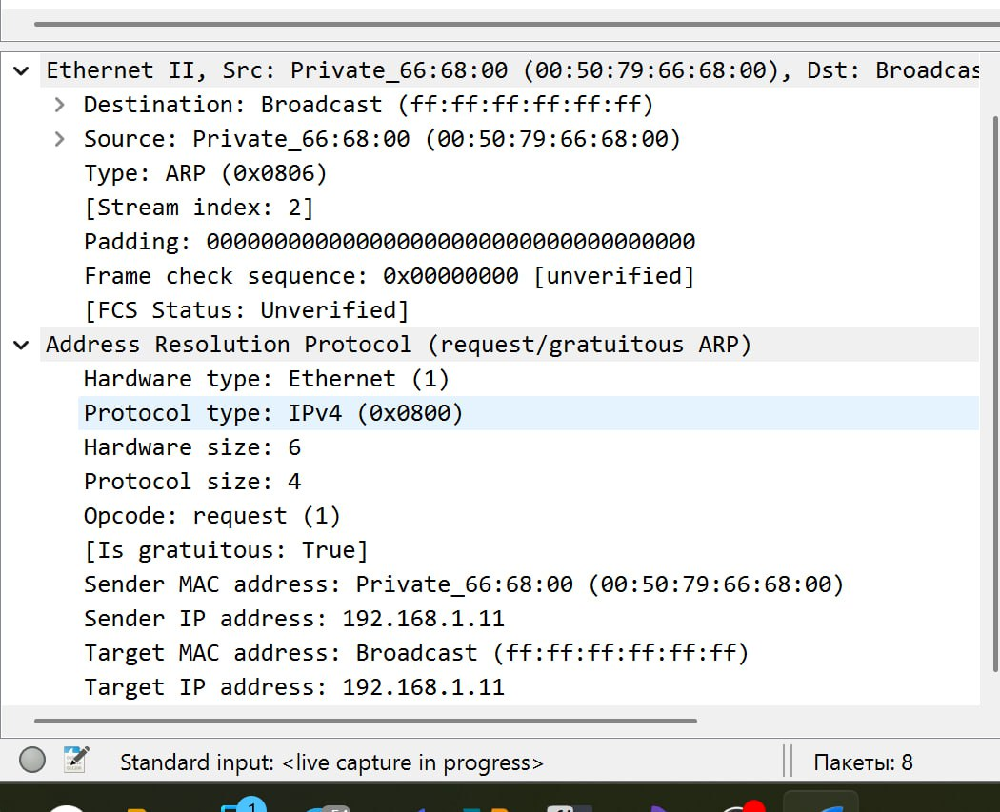 Ethernet II, Src: Private_66:68:00 (00:50:79:66:68:00), Dst: Broadcas
Destination: Broadcast (ff:ff:ff:ff:ff:ff)
Source: Private_66:68:00 (00:50:79:66:68:00)
Type: ARP (0x0806)
[Stream index: 2]
Padding: 000000000000000000000000000000000000
Frame check sequence: 0x00000000 [unverified]
[FCS Status: Unverified]
Address Resolution Protocol (request/gratuitous ARP)
Hardware type: Ethernet (1)
Protocol type: IPv4 (0x0800)
Hardware size: 6
Protocol size: 4
Opcode: request (1)
[Is gratuitous: True]
Sender MAC address: Private_66:68:00 (00:50:79:66:68:00)
Sender IP address: 192.168.1.11
Target MAC address: Broadcast (ff:ff:ff:ff:ff:ff)
Target IP address: 192.168.1.11
Standard input: <live capture in progress> Пакеты: 8
1